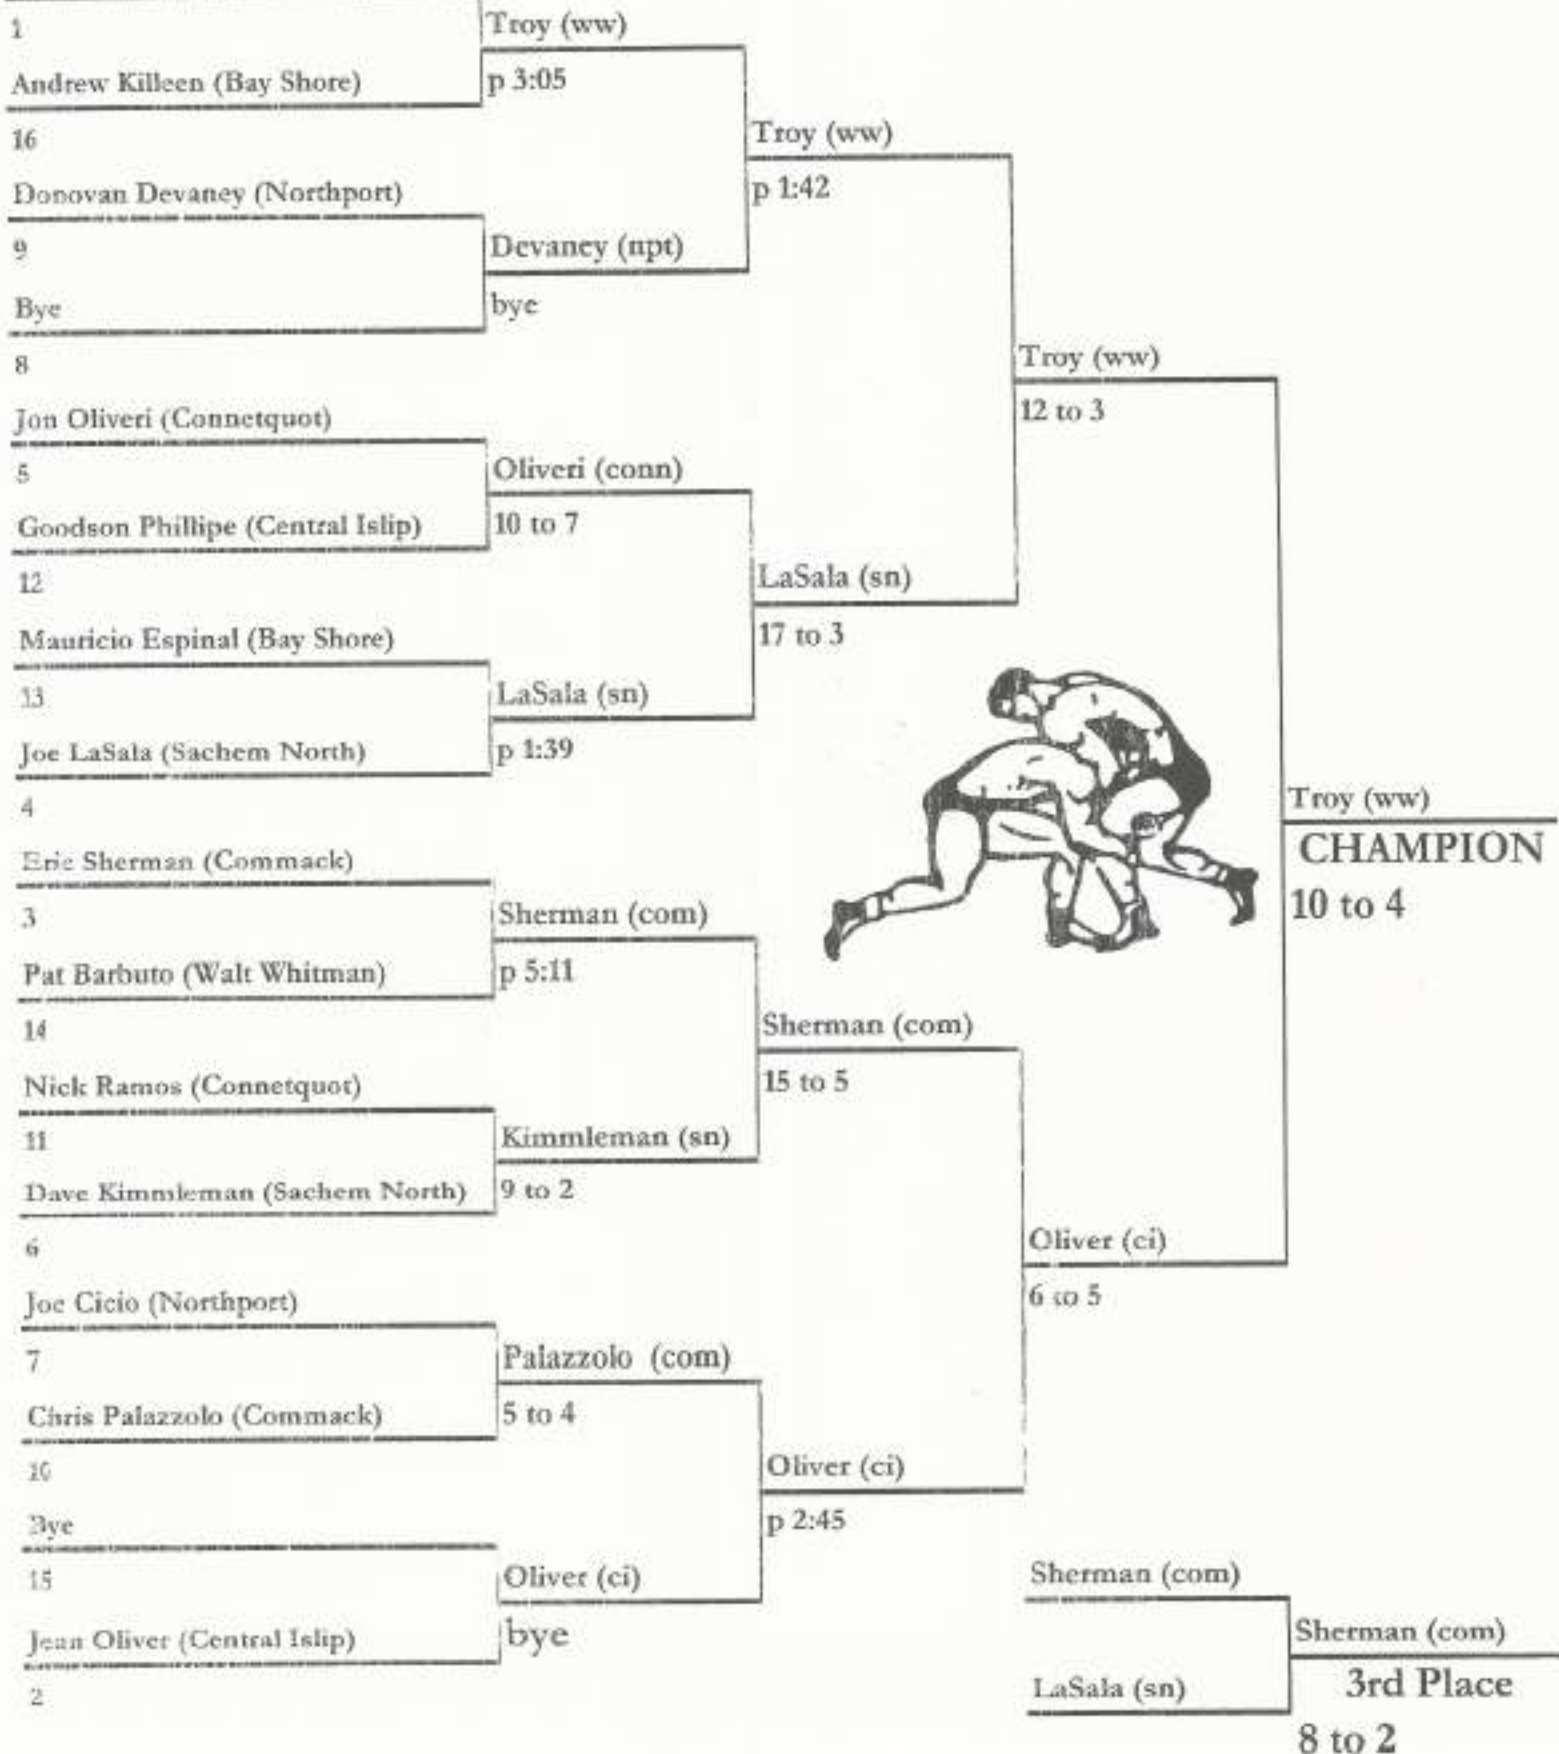 1
Andrew Killeen (Bay Shore)
16
Donovan Devaney (Northport)
9
Bye
8
Jon Oliveri (Connetquot)
5
Goodson Phillipe (Central Islip)
12
Mauricio Espinal (Bay Shore)
13
Joe LaSala (Sachem North)
4
Eric Sherman (Commack)
3
Pat Barbuto (Walt Whitman)
14
Nick Ramos (Connetquot)
11
Dave Kimmleman (Sachem North)
6
Joe Cicio (Northport)
7
Chris Palazzolo (Commack)
10
Bye
15
Jean Oliver (Central Islip)
2
Troy (ww)
p 3:05
Devaney (npt)
bye
Oliveri (conn)
10 to 7
LaSala (sn)
p 1:39
Sherman (com)
p 5:11
Kimmleman (sn)
9 to 2
Palazzolo (com)
5 to 4
Oliver (ci)
bye
Troy (ww)
p 1:42
LaSala (sn)
17 to 3
Sherman (com)
15 to 5
Oliver (ci)
p 2:45
Troy (ww)
12 to 3
Oliver (ci)
6 to 5
Troy (ww)
CHAMPION
10 to 4
Sherman (com)
LaSala (sn)
Sherman (com)
3rd Place
8 to 2